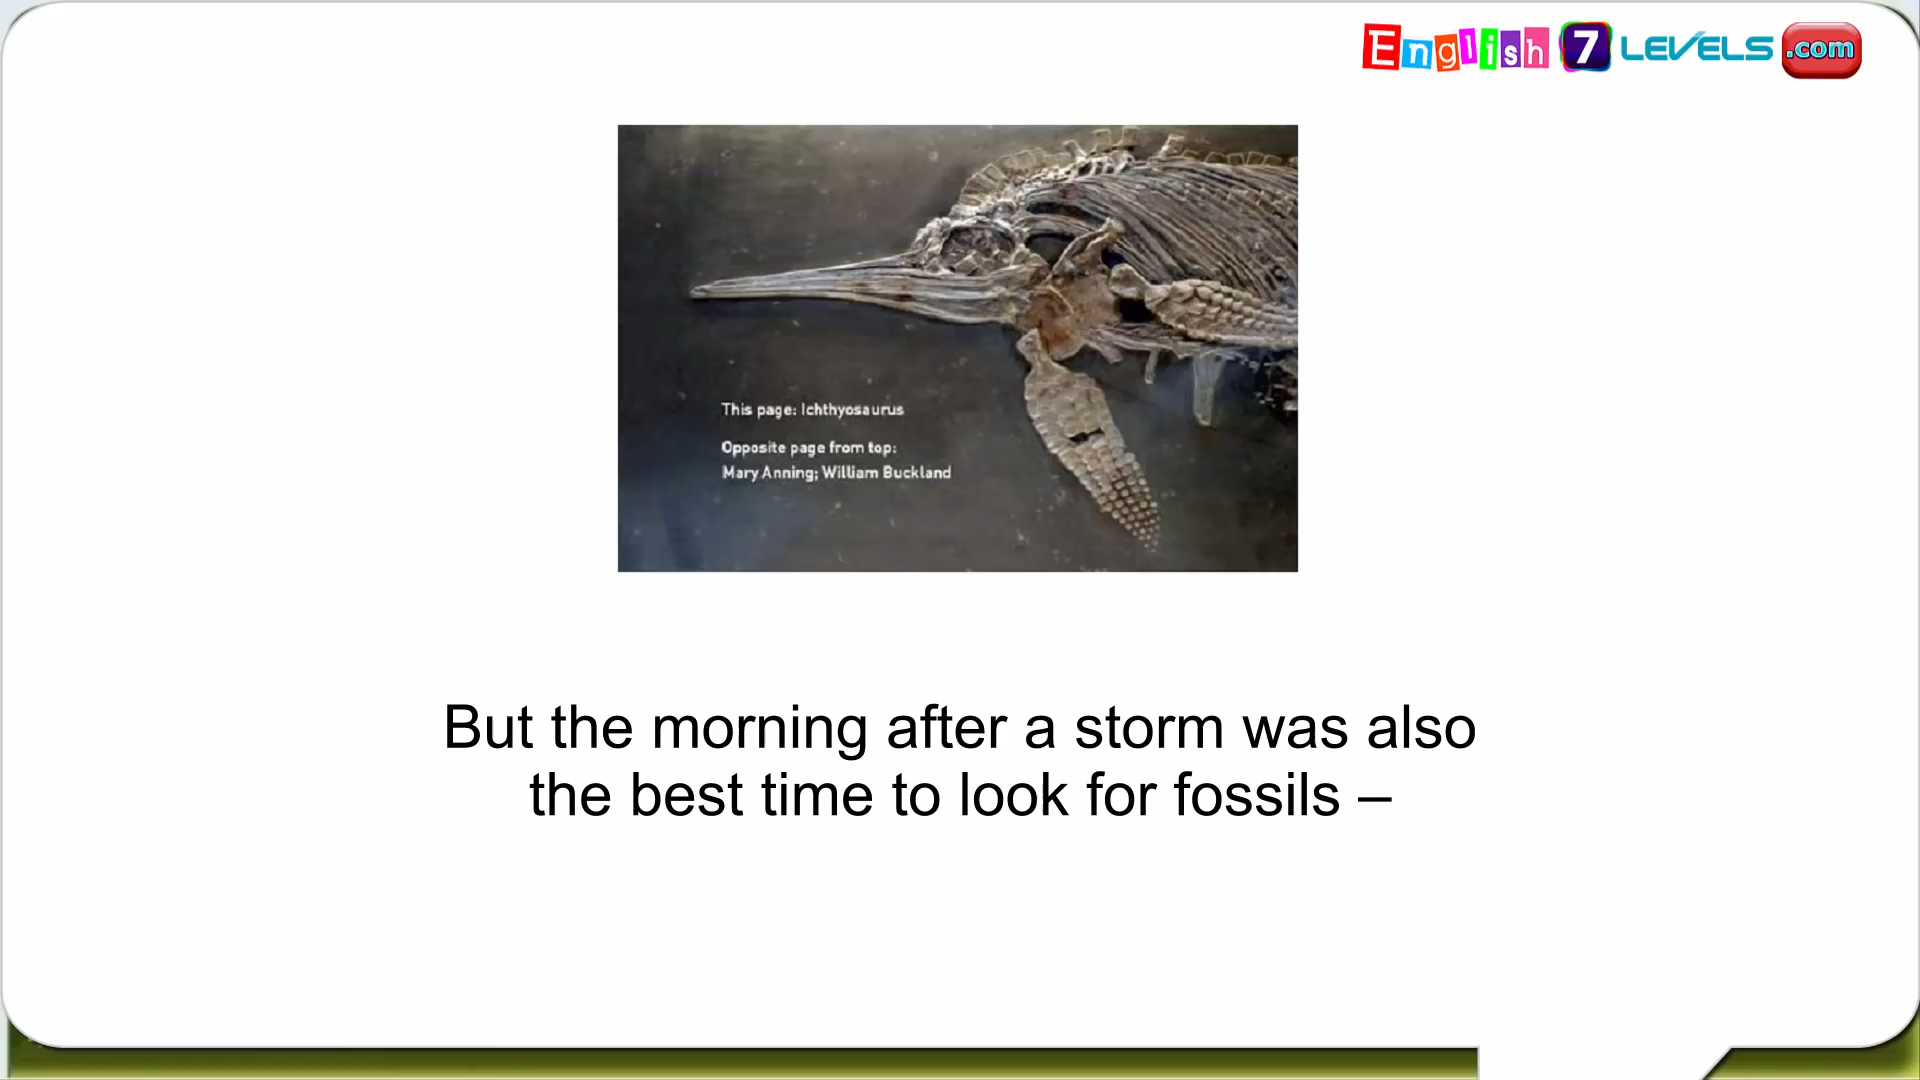 English 7 LEVELS .com
This page: Ichthyosaurus
Opposite page from top:
Mary Anning; William Buckland
But the morning after a storm was also
the best time to look for fossils –